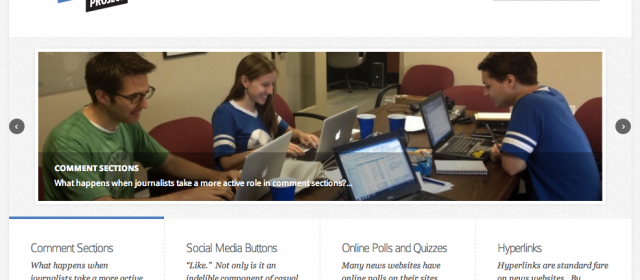 PROJECT
COMMENT SECTIONS
What happens when journalists take a more active role in comment sections?...
Comment Sections
Social Media Buttons
Online Polls and Quizzes
Hyperlinks
What happens when
journalists take a more active
"Like." Not only is it an
indelible component of casual
Many news websites have
online polls on their sites.
Hyperlinks are standard fare
on news websites. By